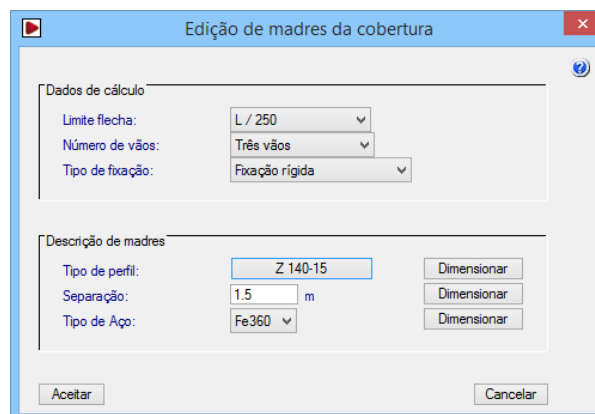 Edição de madres da cobertura
Dados de cálculo
Limite flecha: L / 250
Número de vãos: Três vãos
Tipo de fixação: Fixação rígida
Descrição de madres
Tipo de perfil: Z 140-15 Dimensionar
Separação: 1.5 m Dimensionar
Tipo de Aço: Fe360 Dimensionar
Aceitar Cancelar